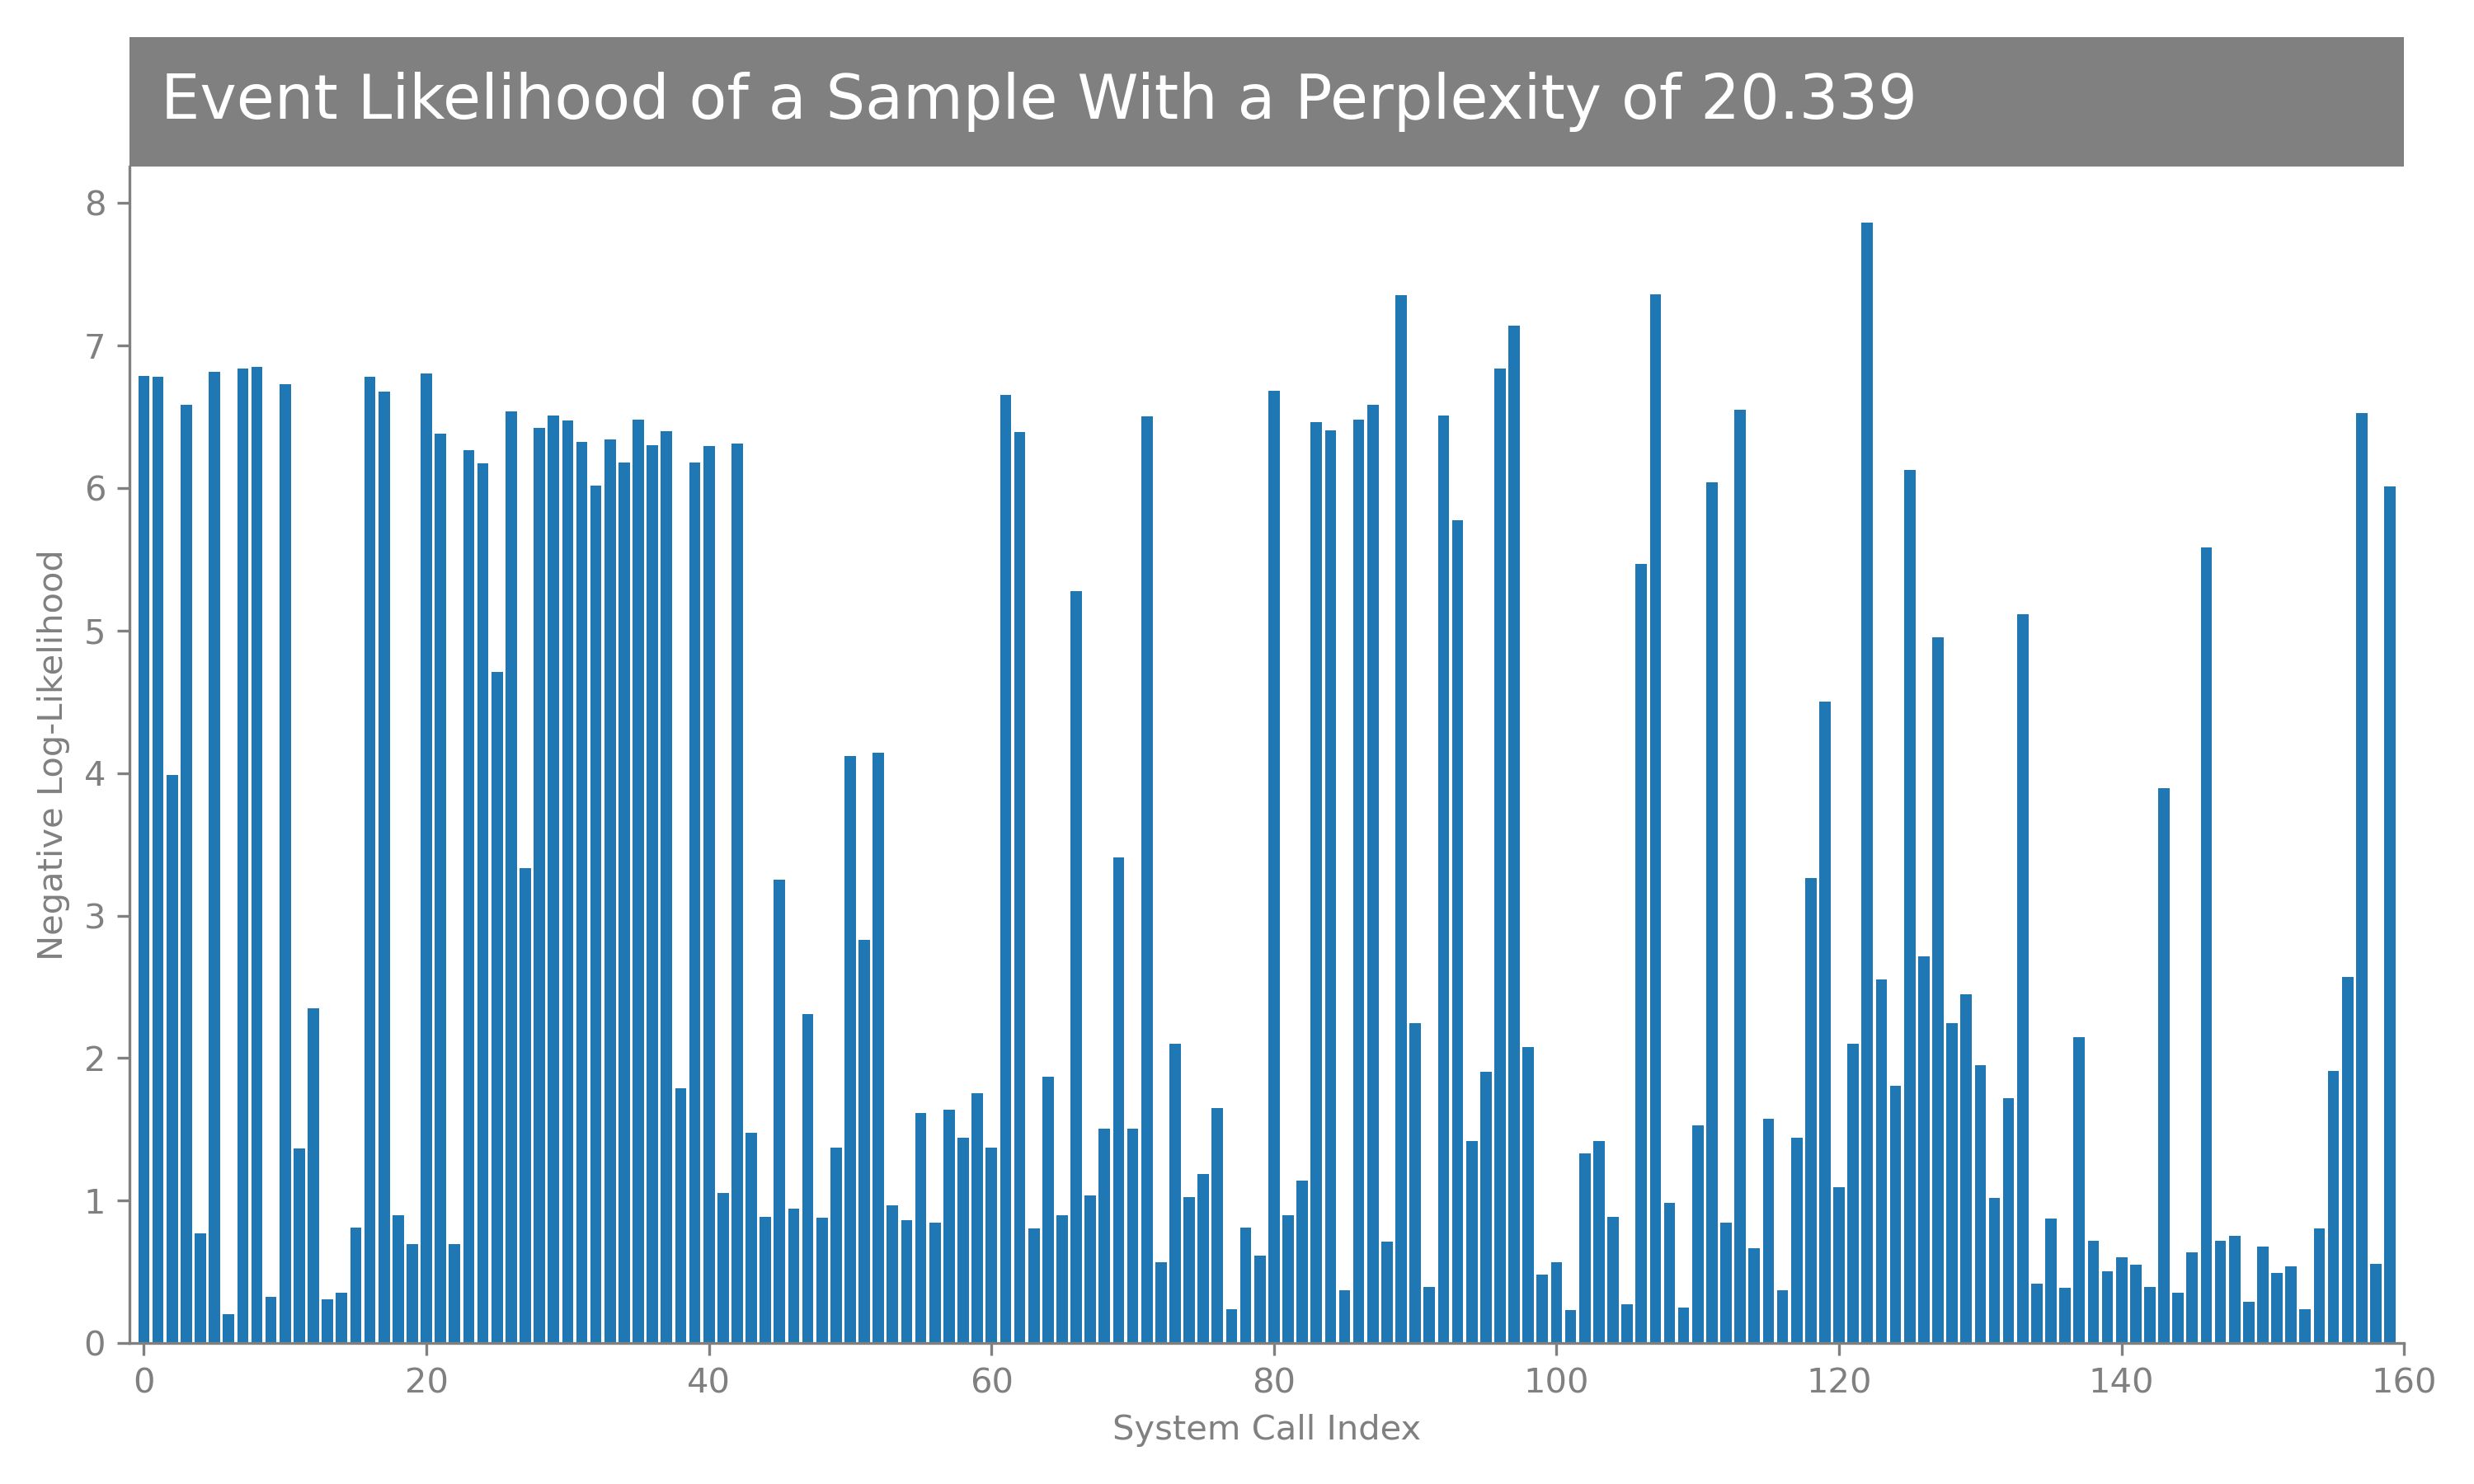 Event Likelihood of a Sample With a Perplexity of 20.339
8
7
6
5
4
3
2
1
0
Negative Log-Likelihood
0 20 40 60 80 100 120 140 160
System Call Index